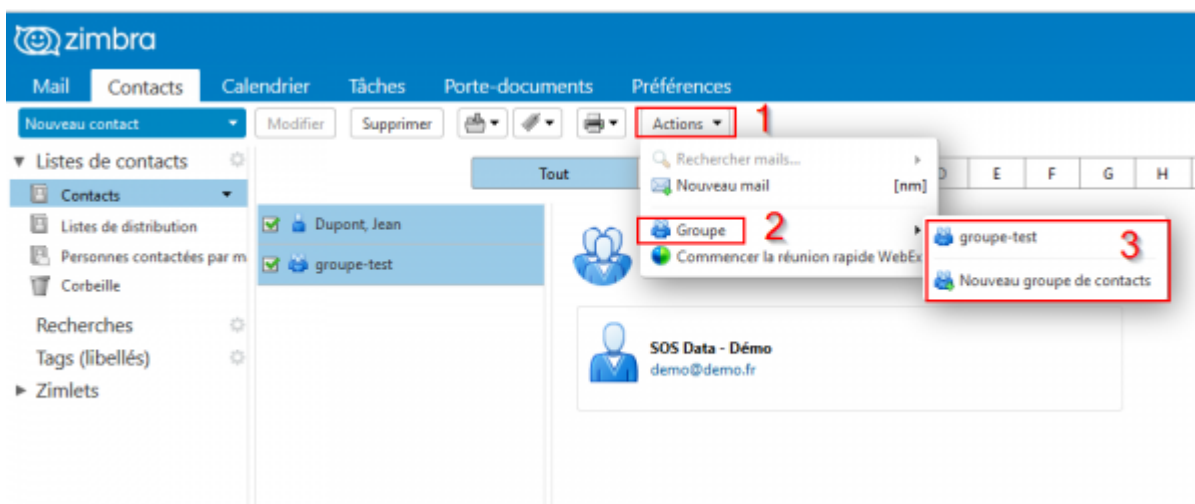 zimbra
Mail Contacts Calendrier Tâches Porte-documents Préférences
Nouveau contact Modifier Supprimer Actions 1
Listes de contacts
Contacts
Listes de distribution
Personnes contactées par m
Corbeille
Recherches
Tags (libellés)
Zimlets
Tout E F G H
Dupont, Jean
groupe-test
Rechercher mails...
Nouveau mail [nm]
Groupe 2
Commencer la réunion rapide WebEx
groupe-test 3
Nouveau groupe de contacts
SOS Data - Démo
demo@demo.fr